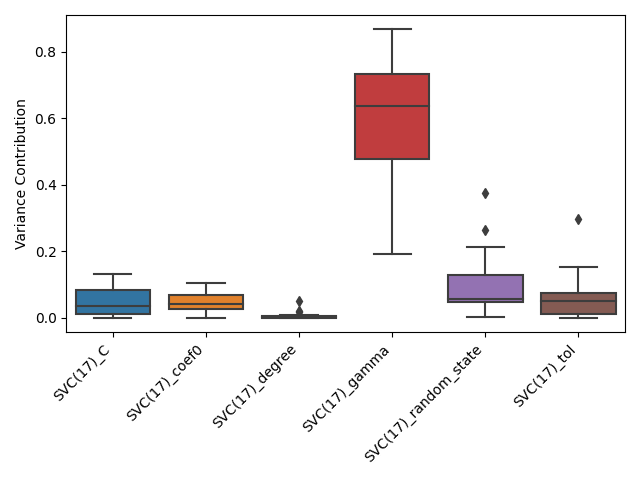 Variance Contribution
0.8
0.6
0.4
0.2
0.0
SVC(17)_C
SVC(17)_coef0
SVC(17)_degree
SVC(17)_gamma
SVC(17)_random_state
SVC(17)_tol